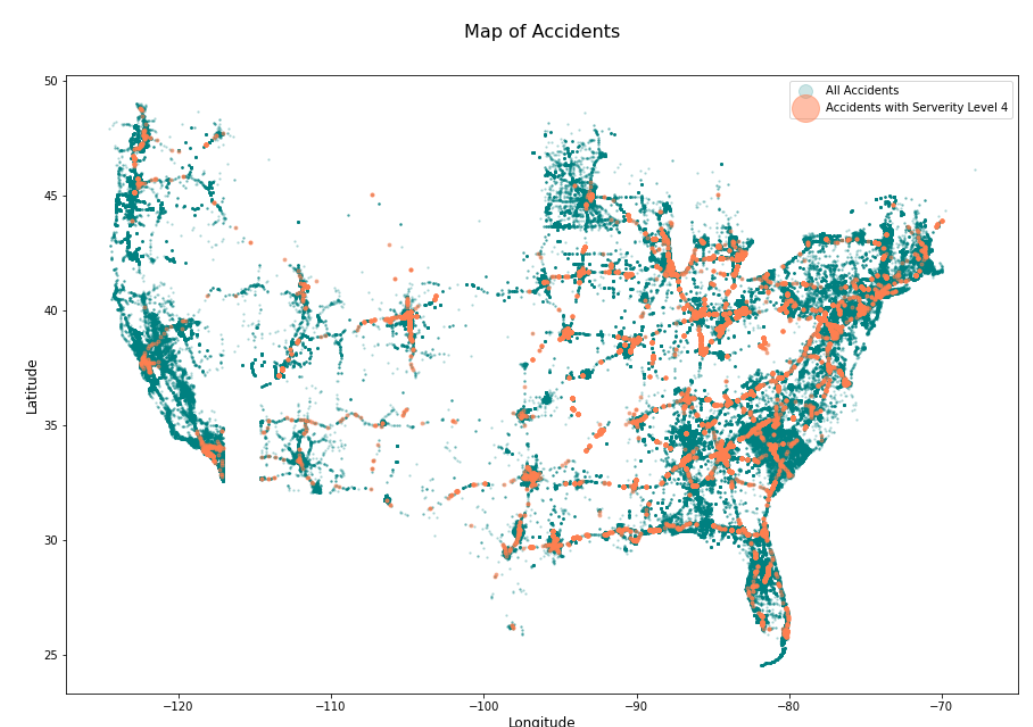 Map of Accidents
All Accidents
Accidents with Serverity Level 4
Latitude
50
45
40
35
30
25
−120
−110
−100
−90
−80
−70
Longitude